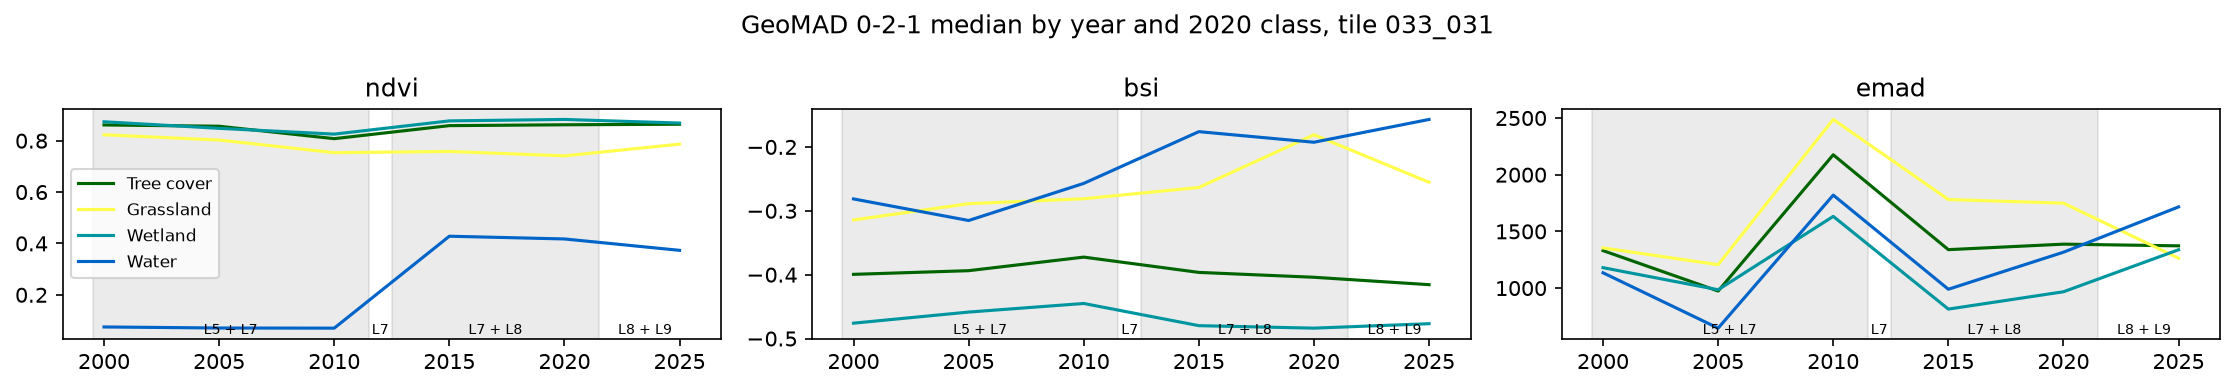 GeoMAD 0-2-1 median by year and 2020 class, tile 033_031
ndvi
0.8
0.6
0.4
0.2
Tree cover
Grassland
Wetland
Water
L5 + L7
L7
L7 + L8
L8 + L9
2000
2005
2010
2015
2020
2025
bsi
−0.2
−0.3
−0.4
−0.5
L5 + L7
L7
L7 + L8
L8 + L9
2000
2005
2010
2015
2020
2025
emad
2500
2000
1500
1000
L5 + L7
L7
L7 + L8
L8 + L9
2000
2005
2010
2015
2020
2025